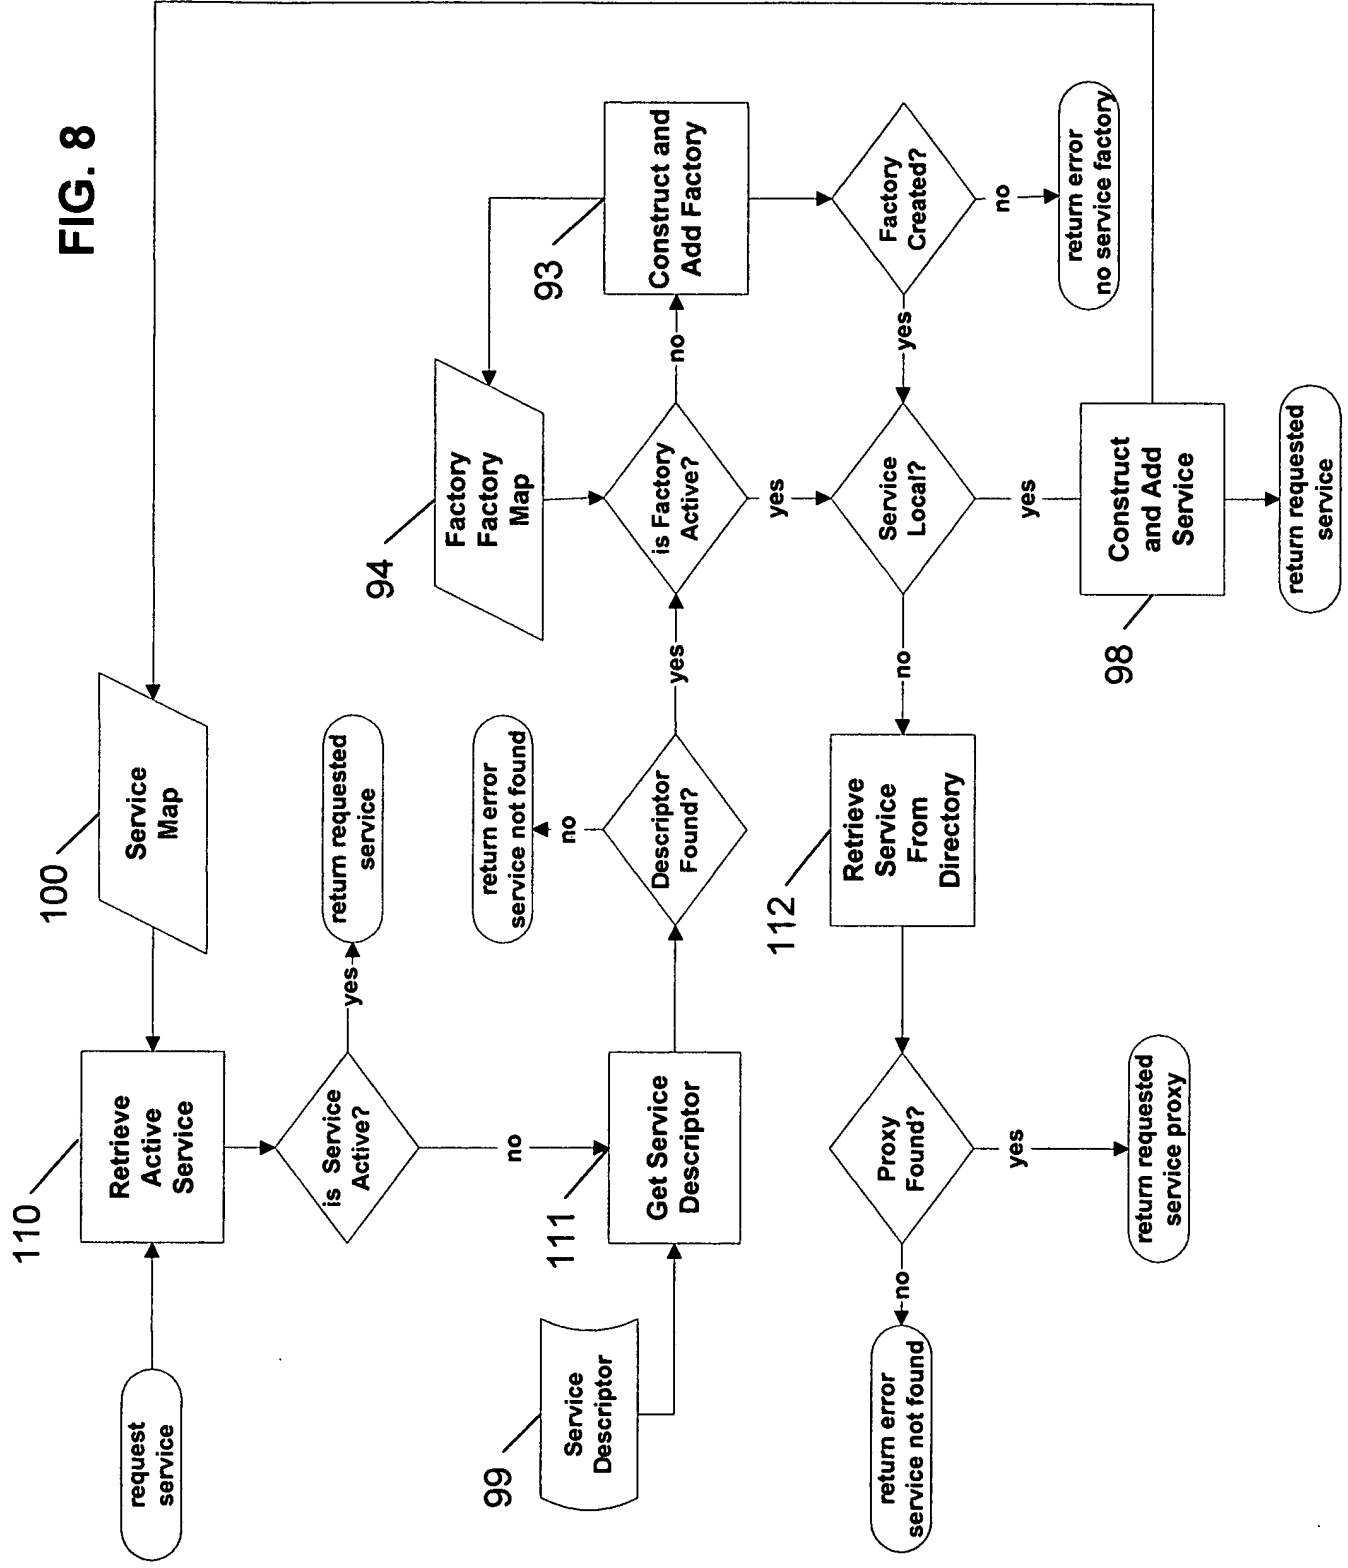 FIG. 8
request
service
110
Retrieve
Active
Service
100
Service
Map
is Service
Active?
yes
return requested
service
no
99
Service
Descriptor
111
Get Service
Descriptor
Descriptor
Found?
no
return error
service not found
yes
94
Factory
Factory
Map
is Factory
Active?
no
93
Construct and
Add Factory
Factory
Created?
no
return error
no service factory
yes
yes
Service
Local?
no
112
Retrieve
Service
From
Directory
Proxy
Found?
no
return error
service not found
yes
return requested
service proxy
yes
98
Construct
and Add
Service
return requested
service